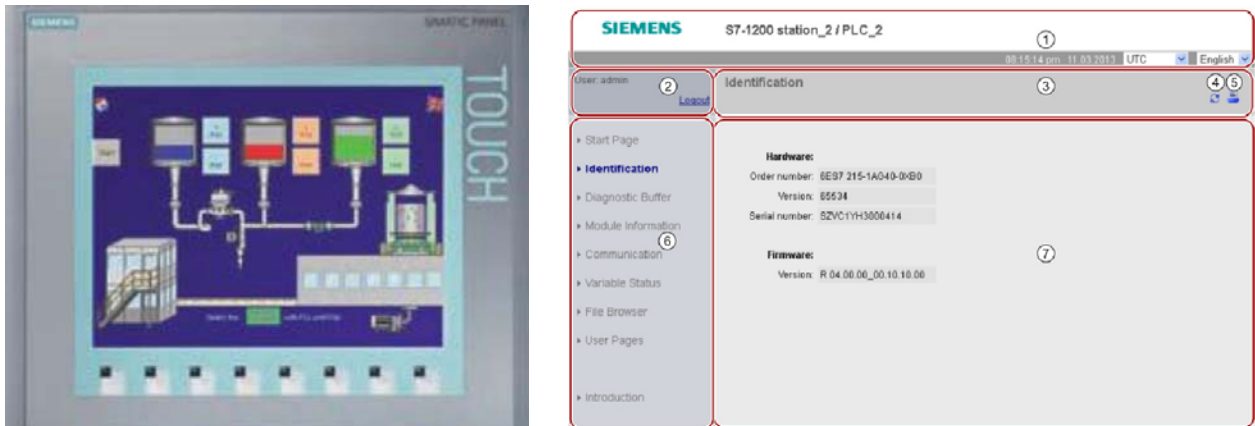 SIEMENS
SIMATIC PANEL
TOUCH
SIEMENS
S7-1200 station_2 / PLC_2
1
08:15:14 pm 11.03.2013 UTC English
User: admin
2
Logout
Identification
3
4
5
Start Page
Identification
Diagnostic Buffer
Module Information
6
Communication
Variable Status
File Browser
User Pages
Introduction
Hardware:
Order number: 6ES7 215-1AG40-0XB0
Version: 65534
Serial number: SZVC1YH3000414
Firmware:
Version: R 04.00.00_00.10.10.00
7